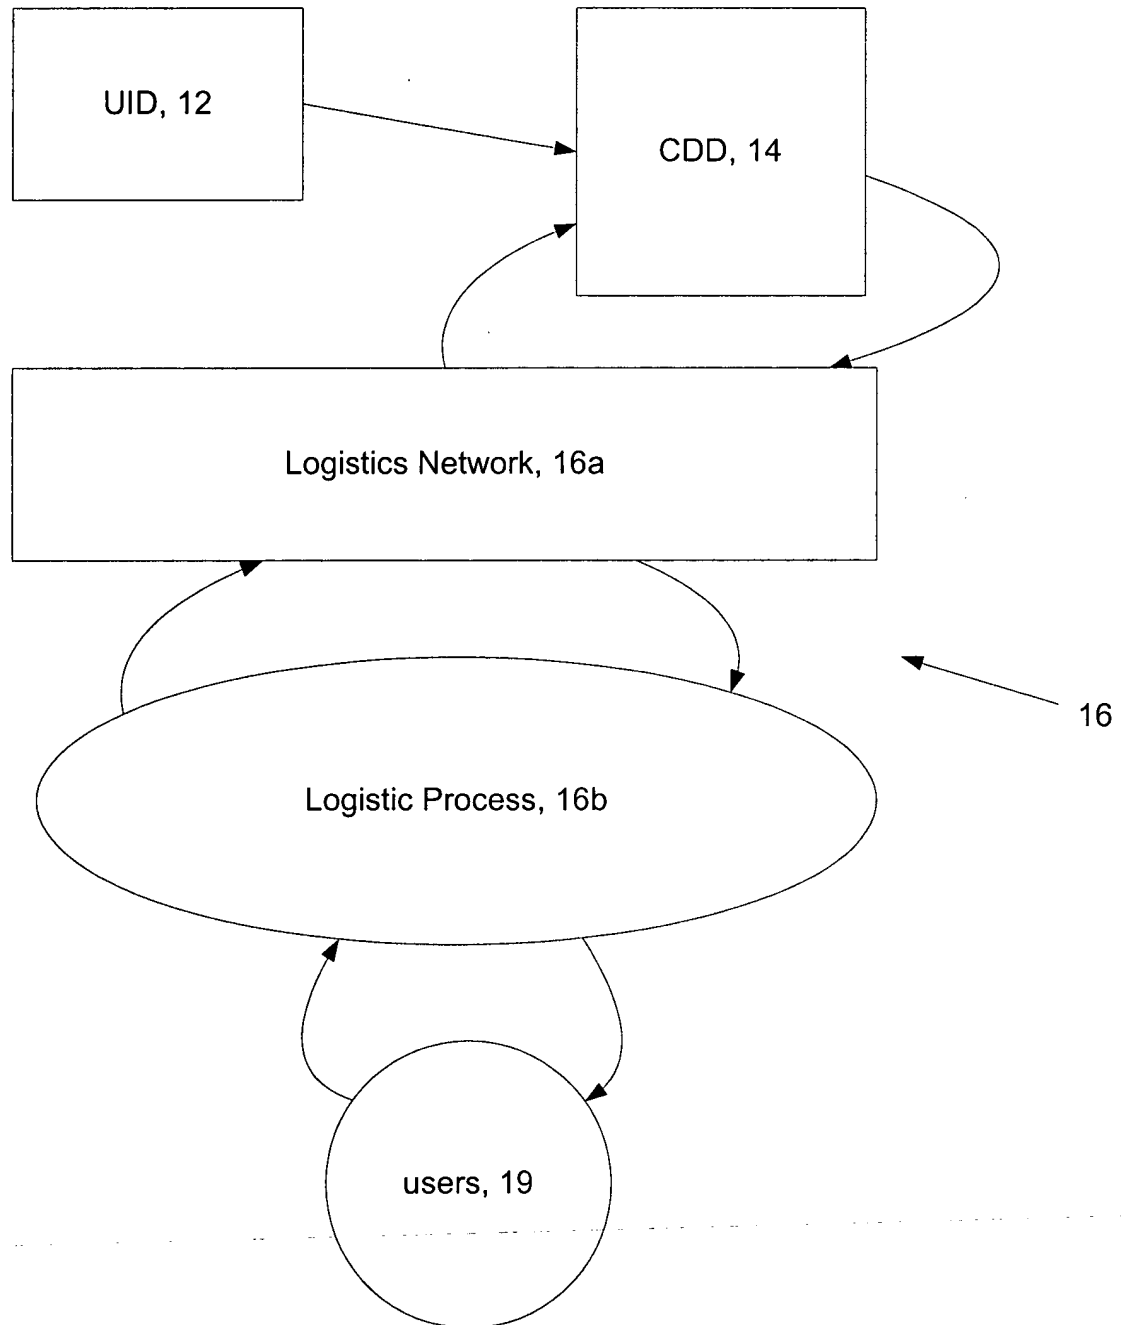 UID, 12
CDD, 14
Logistics Network, 16a
16
Logistic Process, 16b
users, 19